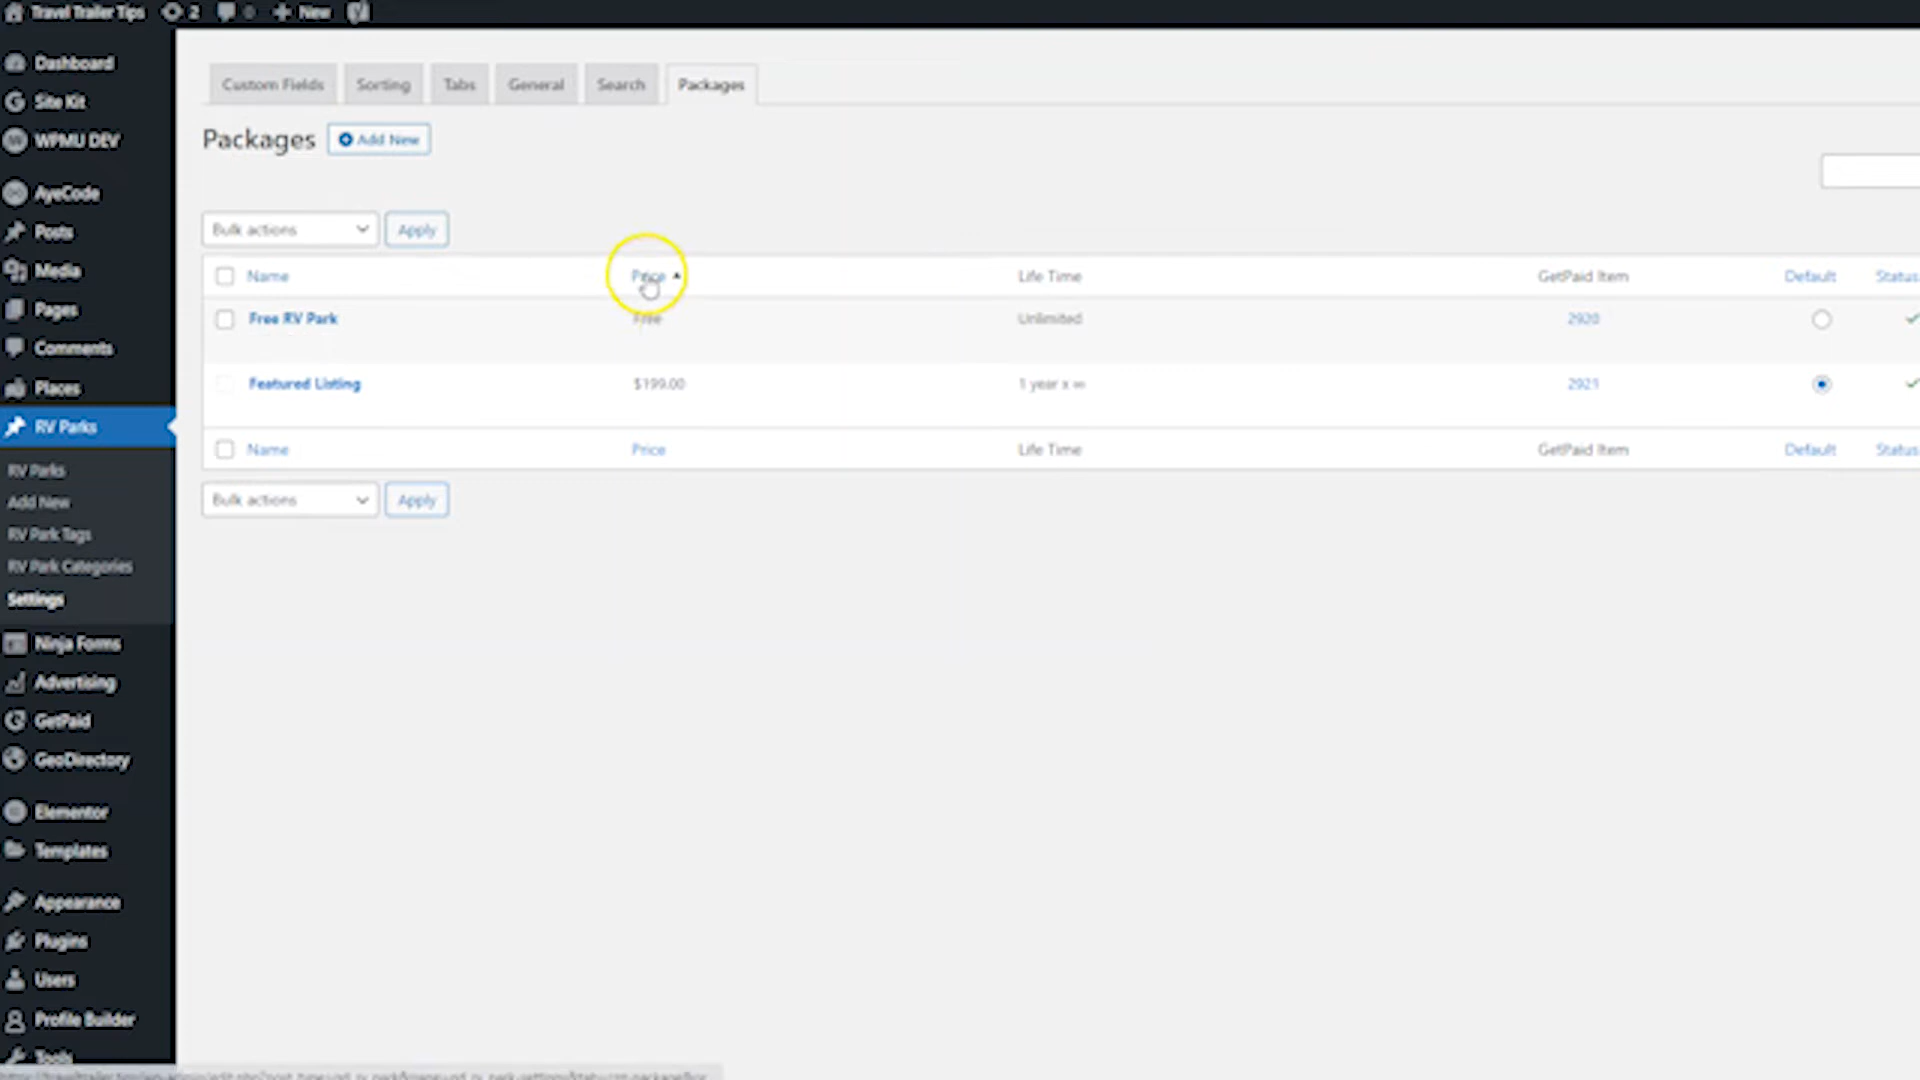 Travel Trailer Tips 2 0 + New
Dashboard
Site Kit
WPMU DEV
AyeCode
Posts
Media
Pages
Comments
Places
RV Parks
RV Parks
Add New
RV Park Tags
RV Park Categories
Settings
Ninja Forms
Advertising
GetPaid
GeoDirectory
Elementor
Templates
Appearance
Plugins
Users
Profile Builder
Tools
Custom Fields Sorting Tabs General Search Packages
Packages Add New
Bulk actions Apply
Name Price Life Time GetPaid Item Default Status
Free RV Park Free Unlimited 2920
Featured Listing $199.00 1 year x ∞ 2921
Name Price Life Time GetPaid Item Default Status
Bulk actions Apply